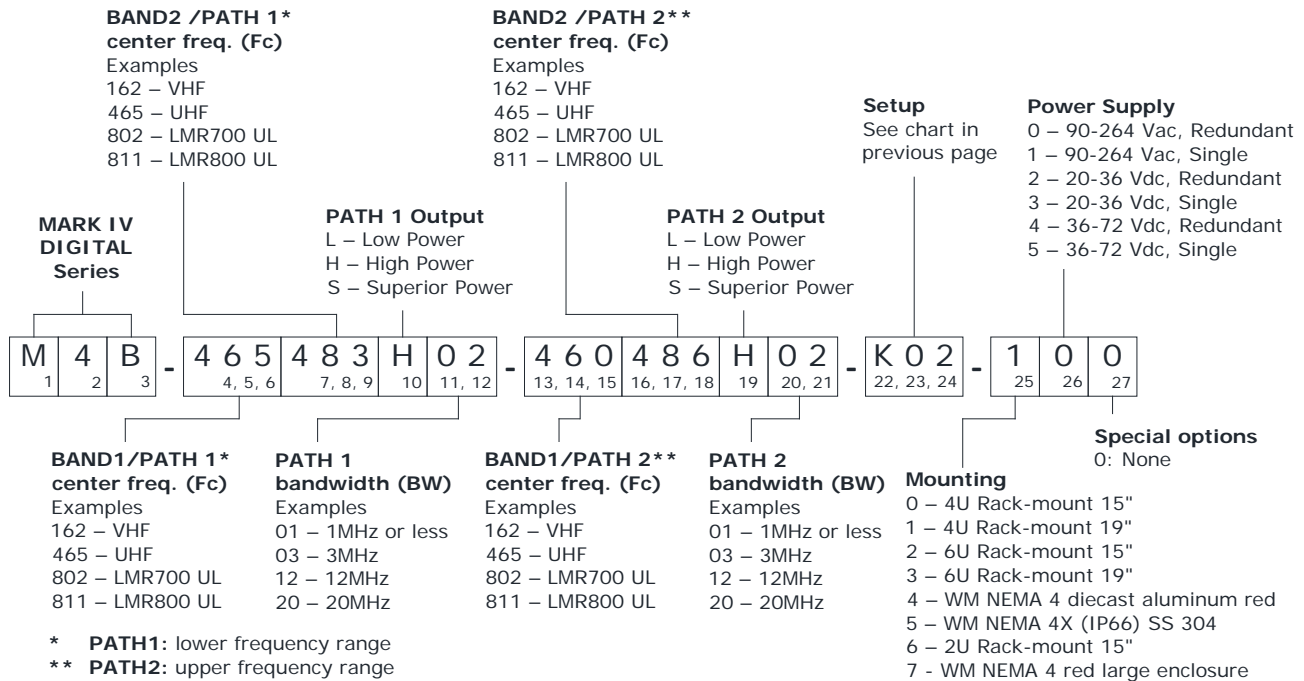 BAND2 /PATH 1*
center freq. (Fc)
Examples
162 – VHF
465 – UHF
802 – LMR700 UL
811 – LMR800 UL
BAND2 /PATH 2**
center freq. (Fc)
Examples
162 – VHF
465 – UHF
802 – LMR700 UL
811 – LMR800 UL
Setup
See chart in
previous page
Power Supply
0 – 90-264 Vac, Redundant
1 – 90-264 Vac, Single
2 – 20-36 Vdc, Redundant
3 – 20-36 Vdc, Single
4 – 36-72 Vdc, Redundant
5 – 36-72 Vdc, Single
MARK IV
DIGITAL
Series
PATH 1 Output
L – Low Power
H – High Power
S – Superior Power
PATH 2 Output
L – Low Power
H – High Power
S – Superior Power
M 4 B - 465 483 H 02 - 460 486 H 02 - K02 - 1 0 0
1 2 3 4, 5, 6 7, 8, 9 10 11, 12 13, 14, 15 16, 17, 18 19 20, 21 22, 23, 24 25 26 27
BAND1/PATH 1*
center freq. (Fc)
Examples
162 – VHF
465 – UHF
802 – LMR700 UL
811 – LMR800 UL
PATH 1
bandwidth (BW)
Examples
01 – 1MHz or less
03 – 3MHz
12 – 12MHz
20 – 20MHz
BAND1/PATH 2**
center freq. (Fc)
Examples
162 – VHF
465 – UHF
802 – LMR700 UL
811 – LMR800 UL
PATH 2
bandwidth (BW)
Examples
01 – 1MHz or less
03 – 3MHz
12 – 12MHz
20 – 20MHz
Mounting
0 – 4U Rack-mount 15"
1 – 4U Rack-mount 19"
2 – 6U Rack-mount 15"
3 – 6U Rack-mount 19"
4 – WM NEMA 4 diecast aluminum red
5 – WM NEMA 4X (IP66) SS 304
6 – 2U Rack-mount 15"
7 - WM NEMA 4 red large enclosure
Special options
0: None
* PATH1: lower frequency range
** PATH2: upper frequency range